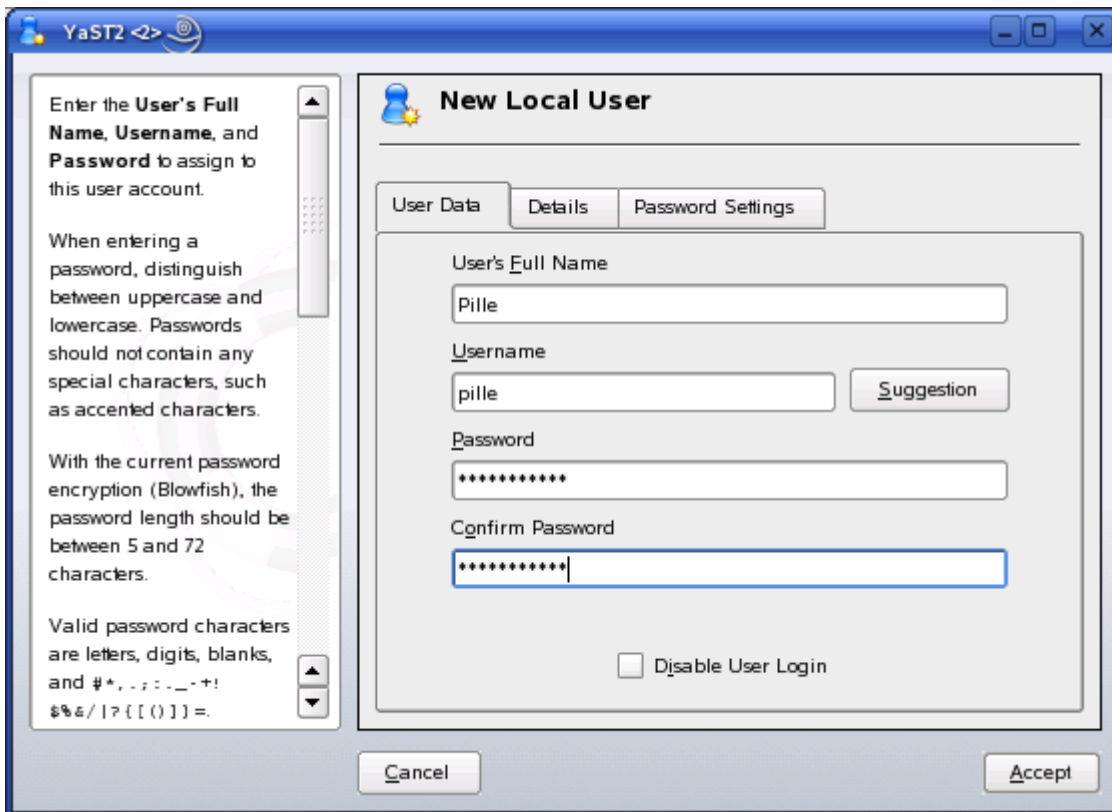 YaST2 <2>
Enter the User's Full
Name, Username, and
Password to assign to
this user account.
When entering a
password, distinguish
between uppercase and
lowercase. Passwords
should not contain any
special characters, such
as accented characters.
With the current password
encryption (Blowfish), the
password length should be
between 5 and 72
characters.
Valid password characters
are letters, digits, blanks,
and #*,.;:._-+!
$%&/|?{[()]}=.
New Local User
User Data Details Password Settings
User's Full Name
Pille
Username
pille Suggestion
Password
***********
Confirm Password
***********
Disable User Login
Cancel Accept